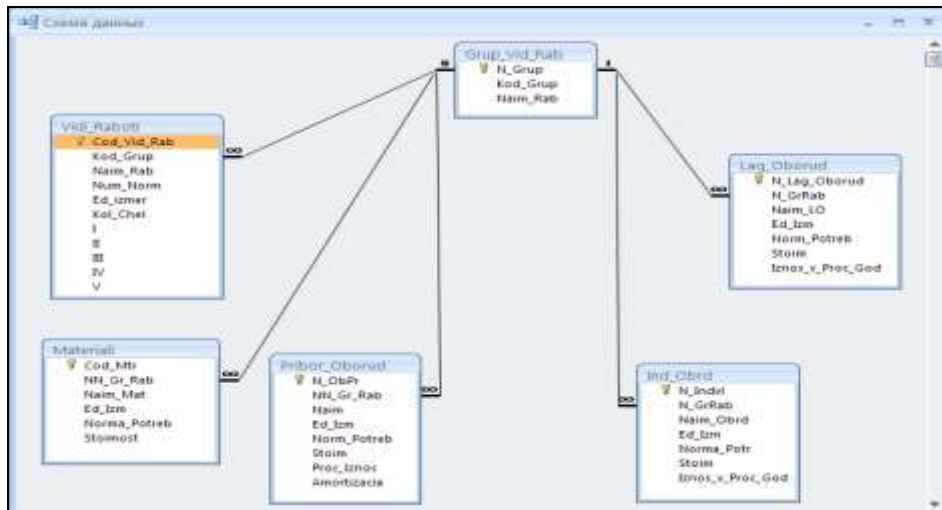 Схема данных
Grup_Vid_Rab
N_Grup
Kod_Grup
Naim_Rab
Vidi_Raboti
Cod_Vid_Rab
Kod_Grup
Naim_Rab
Num_Norm
Ed_izmer
Kol_Chel
I
II
III
IV
V
Lag_Oborud
N_Lag_Oborud
N_GrRab
Naim_LO
Ed_Izm
Norm_Potreb
Stoim
Iznos_v_Proc_God
Materiali
Cod_Mtr
NN_Gr_Rab
Naim_Mat
Ed_Izm
Norma_Potreb
Stoimost
Pribor_Oborud
N_ObPr
NN_Gr_Rab
Naim
Ed_Izm
Norm_Potreb
Stoim
Proc_Iznos
Amortizacia
Ind_Obrd
N_Indvi
N_GrRab
Naim_Obrd
Ed_Izm
Norma_Potr
Stoim
Iznos_v_Proc_God